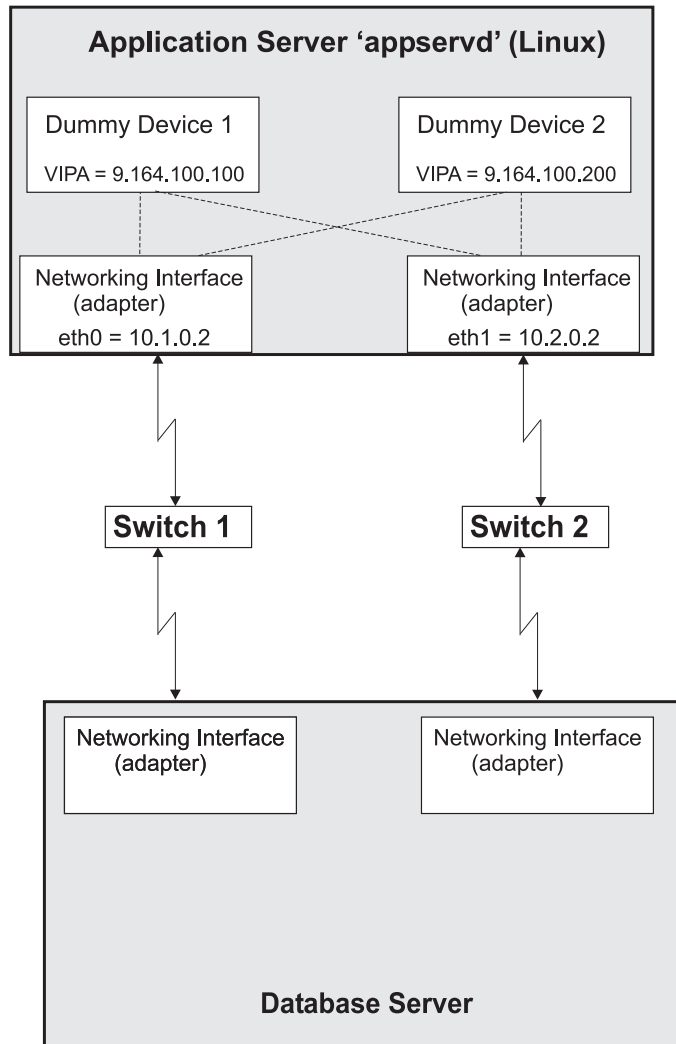 Application Server ‘appservd’ (Linux)
Dummy Device 1
VIPA = 9.164.100.100
Dummy Device 2
VIPA = 9.164.100.200
Networking Interface
(adapter)
eth0 = 10.1.0.2
Networking Interface
(adapter)
eth1 = 10.2.0.2
Switch 1
Switch 2
Networking Interface
(adapter)
Networking Interface
(adapter)
Database Server